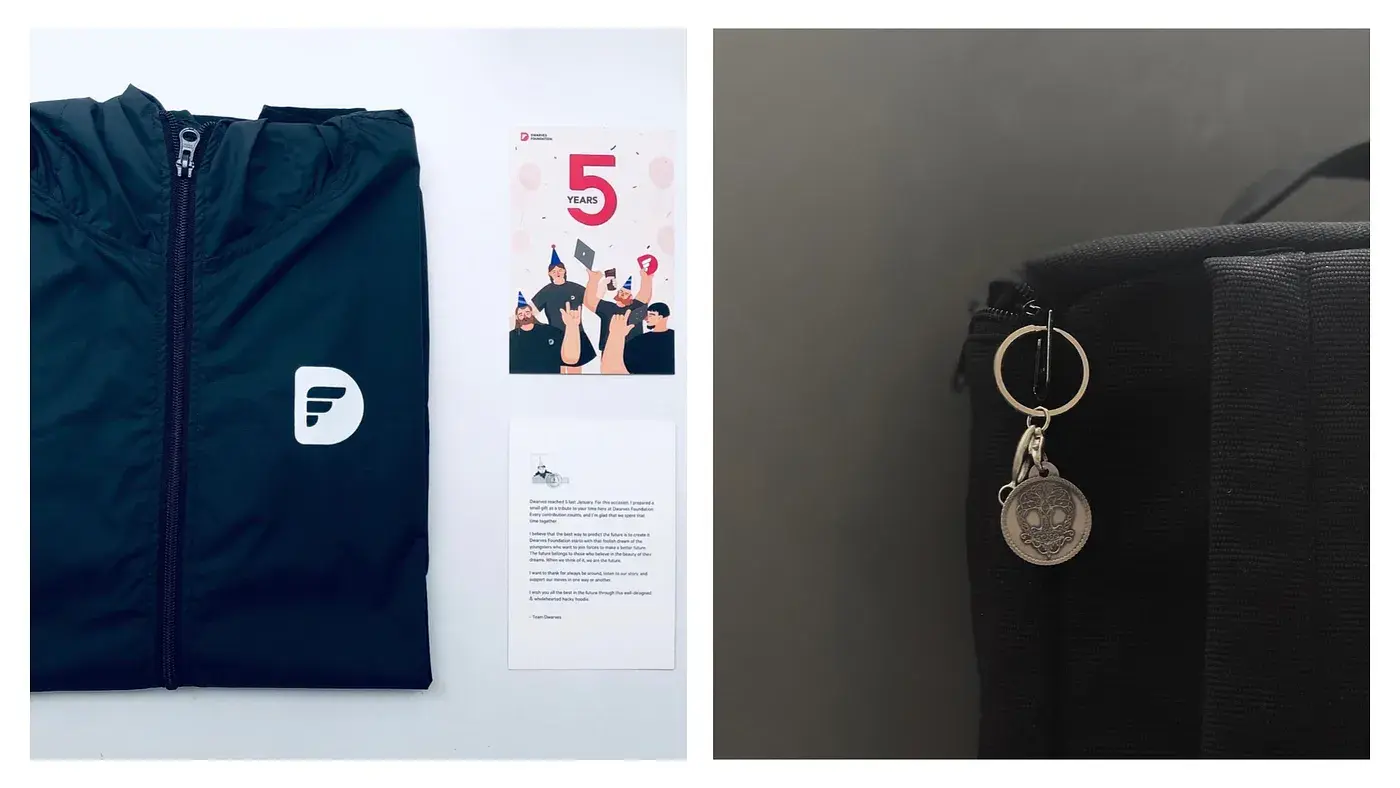 DWARVES
FOUNDATION
5
YEARS
Dwarves reached 5 last January. For this occasion, I prepared a
small gift as a tribute to your time here at Dwarves Foundation.
Every contribution counts, and I'm glad that we spent that
time together.
I believe that the best way to predict the future is to create it.
Dwarves Foundation starts with that foolish dream of the
youngsters who want to join forces to make a better future.
The future belongs to those who believe in the beauty of their
dreams. When we think of it, we are the future.
I want to thank for always be around, listen to our story and
support our moves in one way or another.
I wish you all the best in the future through this well-designed
& wholehearted hacky hoodie.
- Team Dwarves